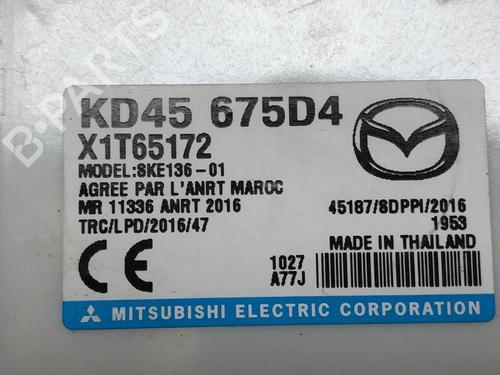 B-PARTS
KD45 675D4
X1T65172
MODEL:SKE136-01
AGREE PAR L'ANRT MAROC
MR 11336 ANRT 2016
TRC/LPD/2016/47
45187/SDPPI/2016
1953
MADE IN THAILAND
CE
1027
A77J
MITSUBISHI ELECTRIC CORPORATION